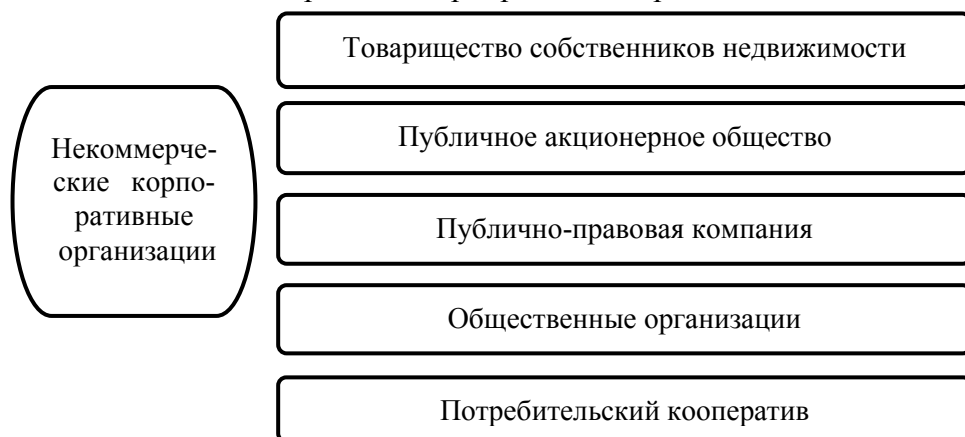 Товарищество собственников недвижимости
Публичное акционерное общество
Некоммерче-
ские корпо-
ративные
организации
Публично-правовая компания
Общественные организации
Потребительский кооператив